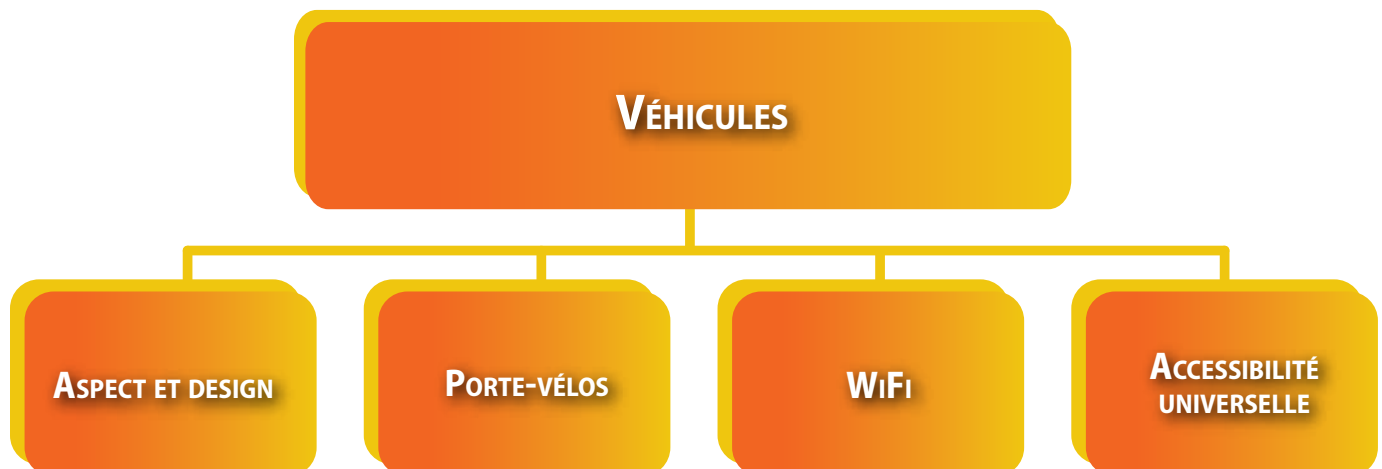 Véhicules
Aspect et design
Porte-vélos
WiFi
Accessibilité
universelle